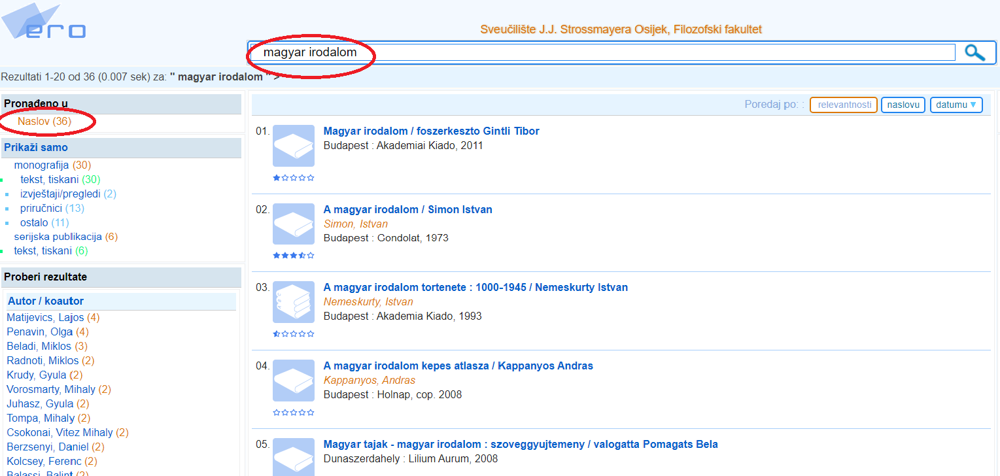 ero
Sveučilište J.J. Strossmayera Osijek, Filozofski fakultet
magyar irodalom
Rezultati 1-20 od 36 (0.007 sek) za: " magyar irodalom " >
Pronađeno u
Naslov (36)
Prikaži samo
monografija (30)
tekst, tiskani (30)
izvještaji/pregledi (2)
priručnici (13)
ostalo (11)
serijska publikacija (6)
tekst, tiskani (6)
Proberi rezultate
Autor / koautor
Matijevics, Lajos (4)
Penavin, Olga (4)
Beladi, Miklos (3)
Radnoti, Miklos (2)
Krudy, Gyula (2)
Vorosmarty, Mihaly (2)
Juhasz, Gyula (2)
Tompa, Mihaly (2)
Csokonai, Vitez Mihaly (2)
Berzsenyi, Daniel (2)
Kolcsey, Ferenc (2)
Balassi, Balint (2)
Poredaj po: : relevantnosti naslovu datumu ▼
01. Magyar irodalom / foszerkeszto Gintli Tibor
Budapest : Akademiai Kiado, 2011
02. A magyar irodalom / Simon Istvan
Simon, Istvan
Budapest : Gondolat, 1973
03. A magyar irodalom tortenete : 1000-1945 / Nemeskurty Istvan
Nemeskurty, Istvan
Budapest : Akademia Kiado, 1993
04. A magyar irodalom kepes atlasza / Kappanyos Andras
Kappanyos, Andras
Budapest : Holnap, cop. 2008
05. Magyar tajak - magyar irodalom : szoveggyujtemeny / valogatta Pomagats Bela
Dunaszerdahely : Lilium Aurum, 2008